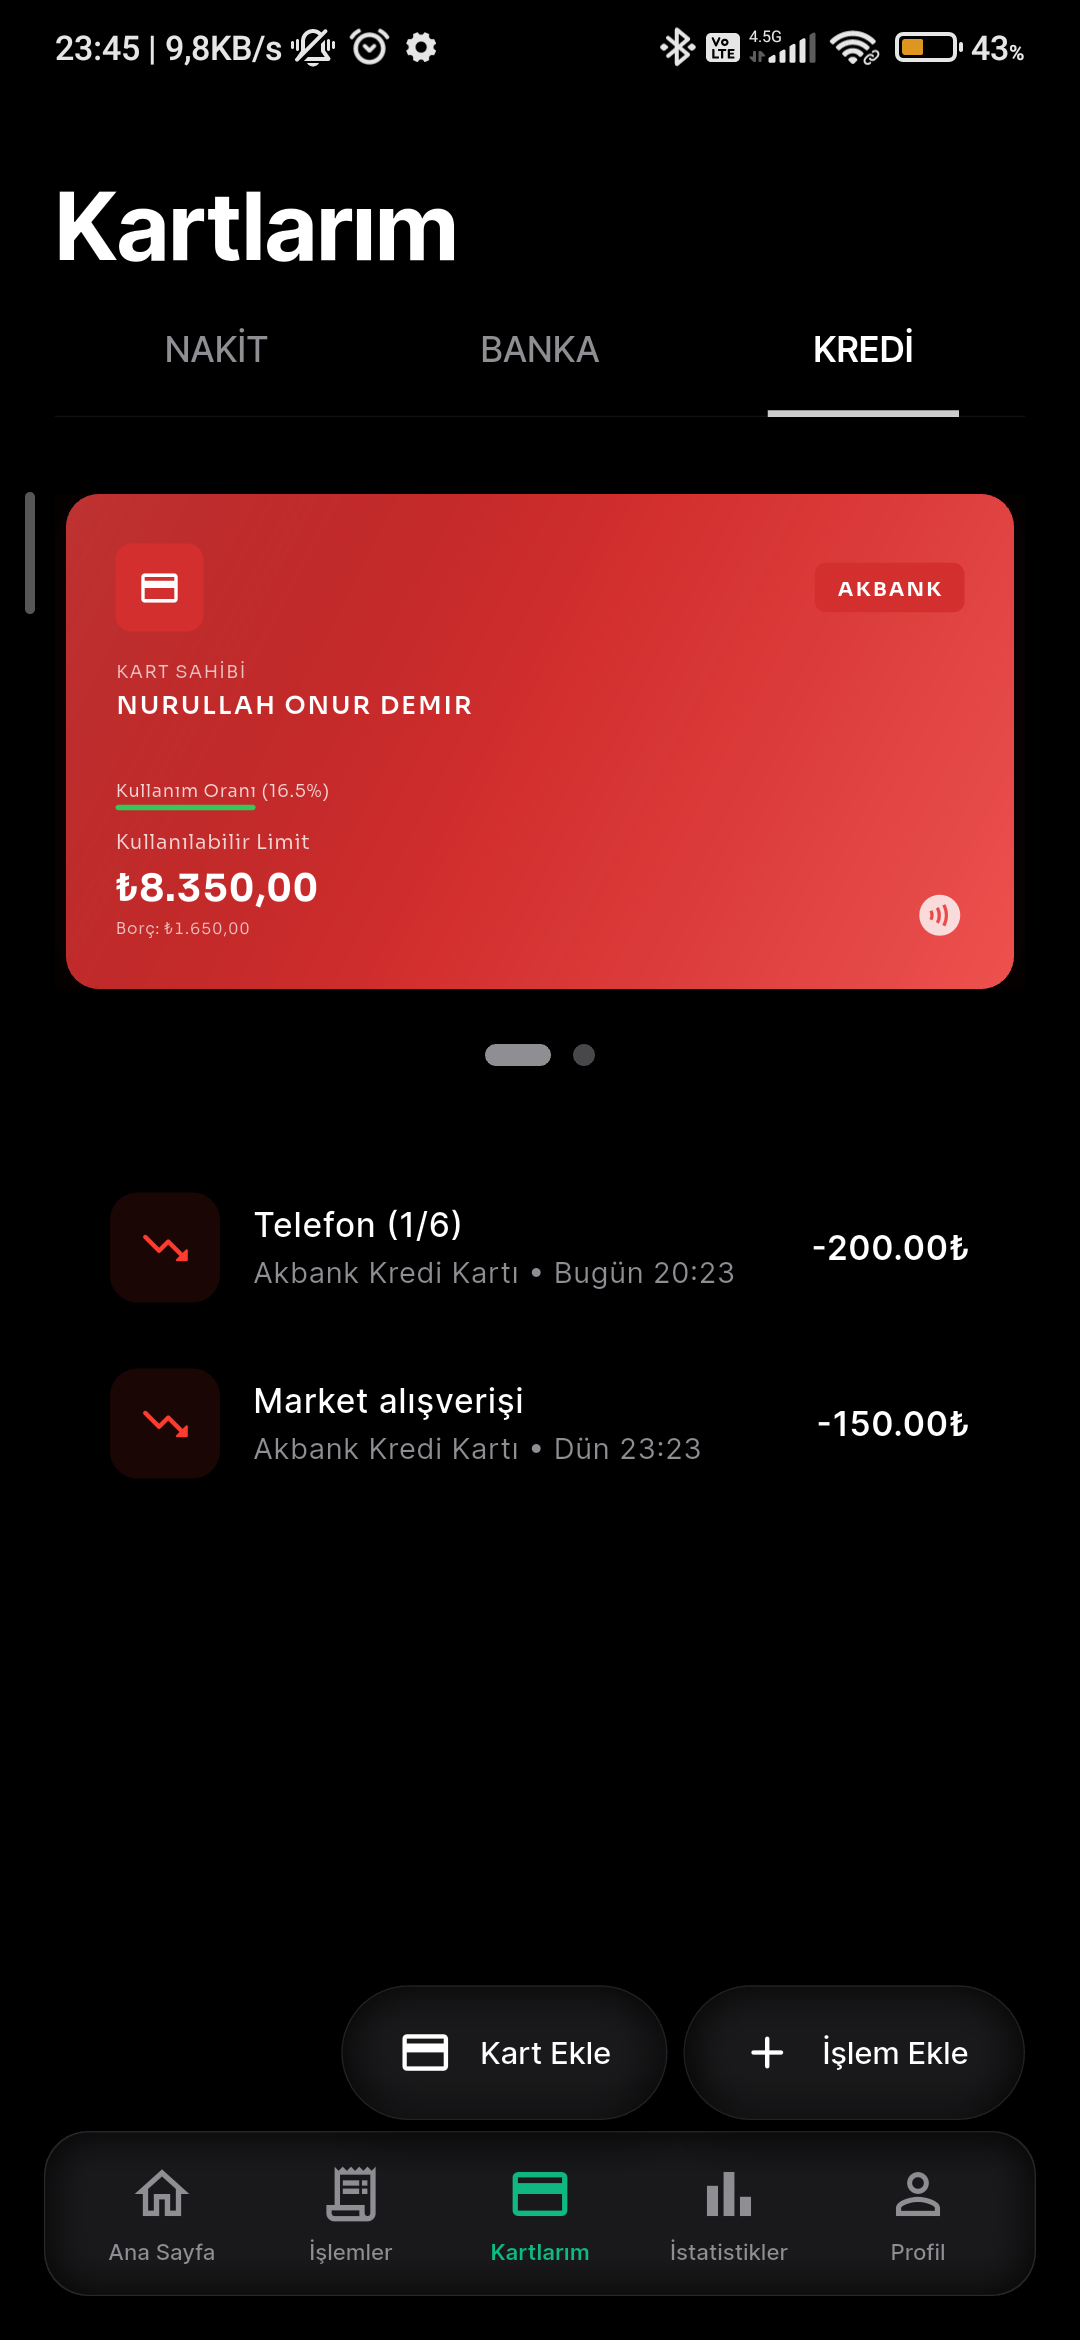 23:45 | 9,8KB/s
Vo LTE 4.5G 43%
Kartlarım
NAKİT BANKA KREDİ
AKBANK
KART SAHİBİ
NURULLAH ONUR DEMIR
Kullanım Oranı (16.5%)
Kullanılabilir Limit
₺8.350,00
Borç: ₺1.650,00
Telefon (1/6)
-200.00₺
Akbank Kredi Kartı • Bugün 20:23
Market alışverişi
-150.00₺
Akbank Kredi Kartı • Dün 23:23
Kart Ekle
İşlem Ekle
Ana Sayfa İşlemler Kartlarım İstatistikler Profil